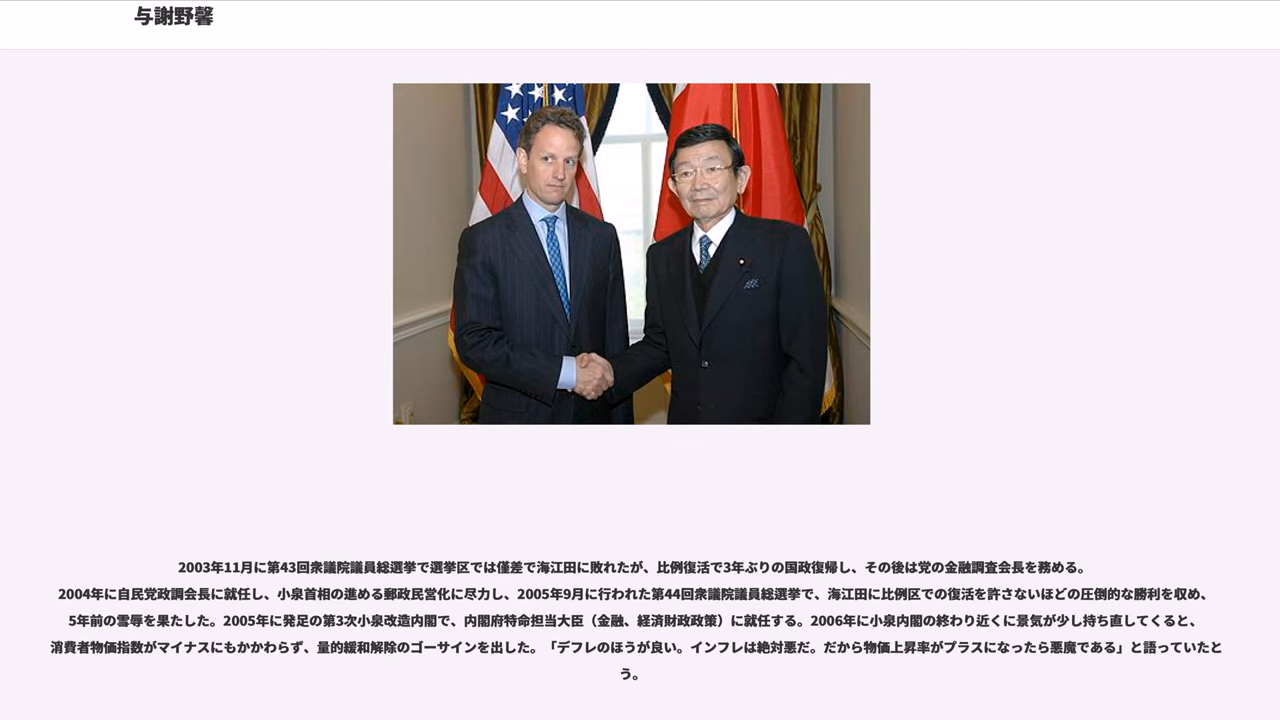 与謝野馨
2003年11月に第43回衆議院議員総選挙で選挙区では僅差で海江田に敗れたが、比例復活で3年ぶりの国政復帰し、その後は党の金融調査会長を務める。
2004年に自民党政調会長に就任し、小泉首相の進める郵政民営化に尽力し、2005年9月に行われた第44回衆議院議員総選挙で、海江田に比例区での復活を許さないほどの圧倒的な勝利を収め、
5年前の雪辱を果たした。2005年に発足の第3次小泉改造内閣で、内閣府特命担当大臣（金融、経済財政政策）に就任する。2006年に小泉内閣の終わり近くに景気が少し持ち直してくると、
消費者物価指数がマイナスにもかかわらず、量的緩和解除のゴーサインを出した。「デフレのほうが良い。インフレは絶対悪だ。だから物価上昇率がプラスになったら悪魔である」と語っていたと
う。